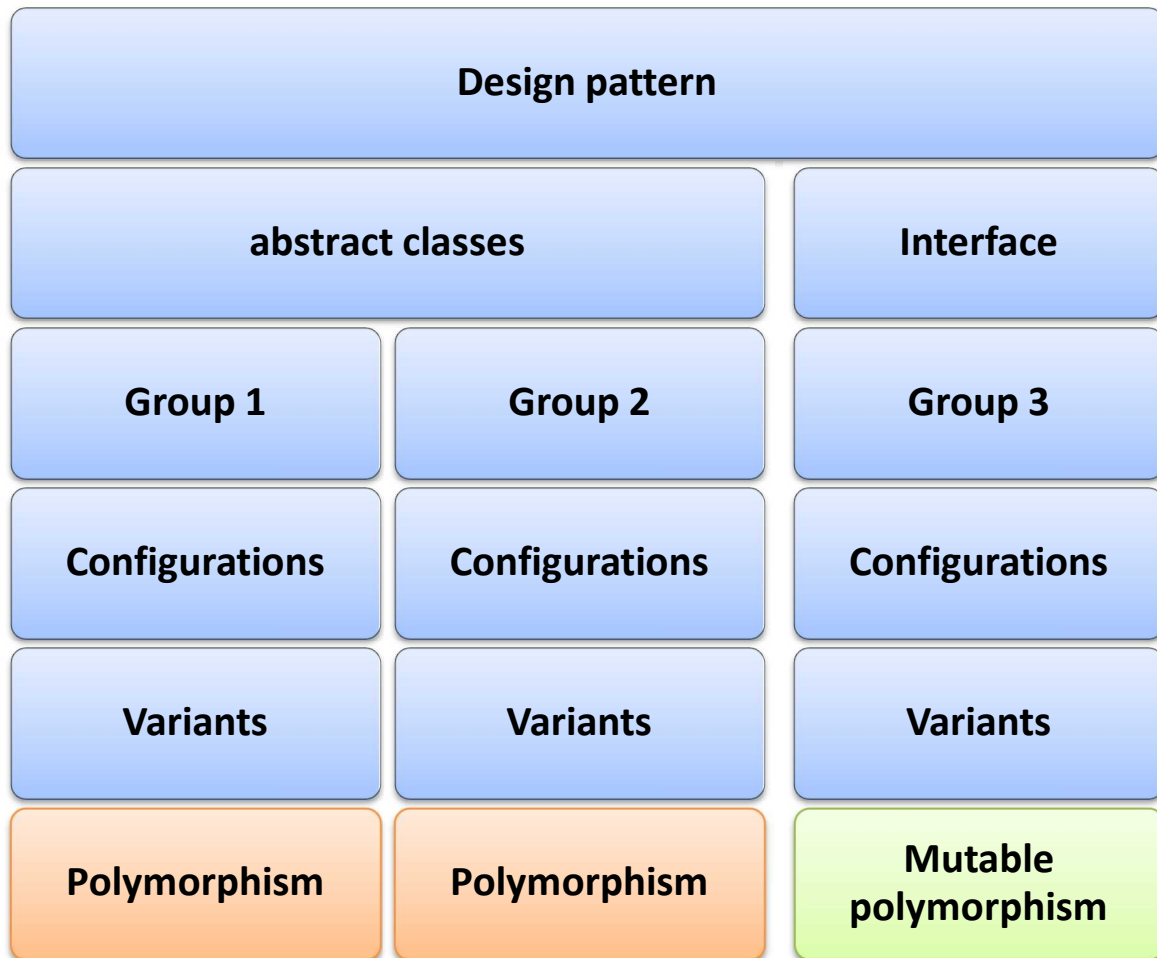 Design pattern
abstract classes
Interface
Group 1
Group 2
Group 3
Configurations
Configurations
Configurations
Variants
Variants
Variants
Polymorphism
Polymorphism
Mutable
polymorphism